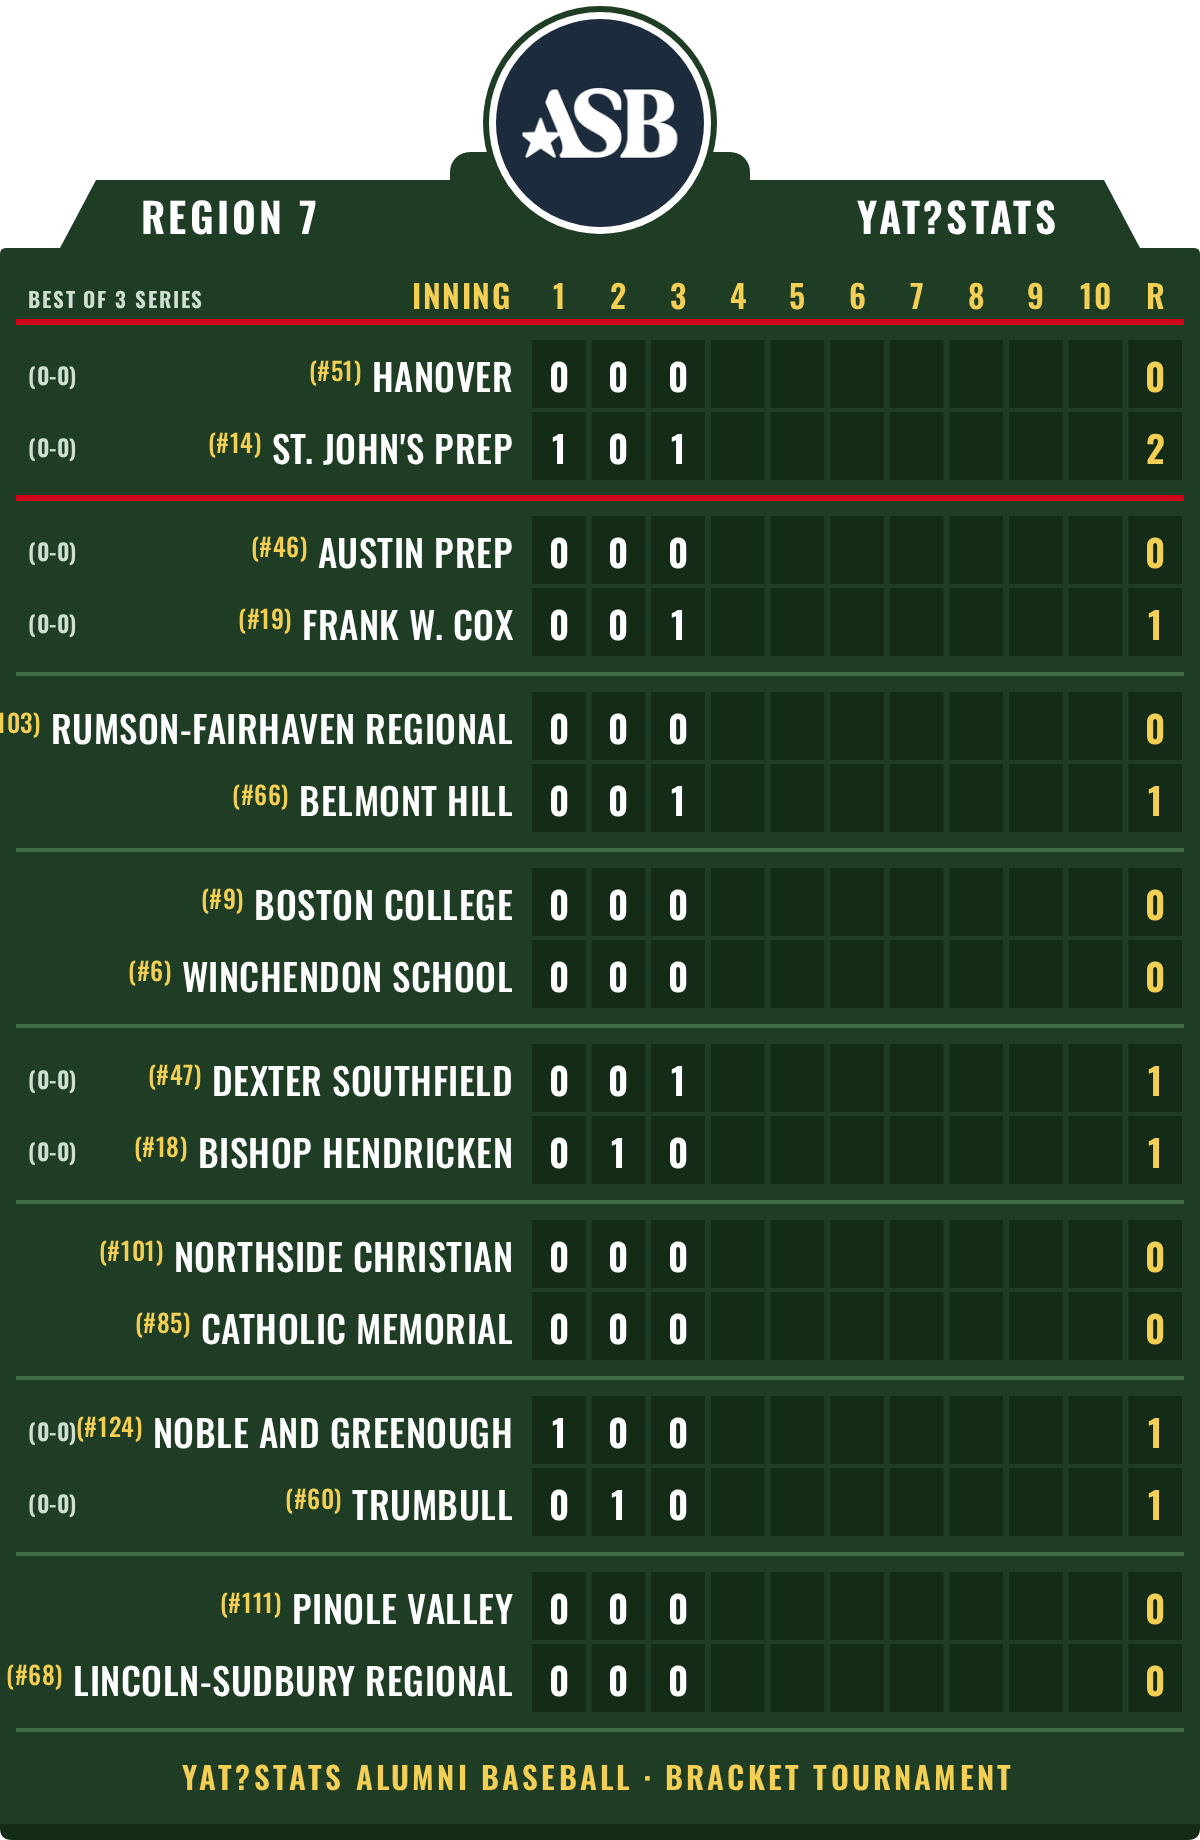 ASB
REGION 7 YAT?STATS
BEST OF 3 SERIES INNING 1 2 3 4 5 6 7 8 9 10 R
(0-0) (#51) HANOVER 0 0 0 0
(0-0) (#14) ST. JOHN'S PREP 1 0 1 2
(0-0) (#46) AUSTIN PREP 0 0 0 0
(0-0) (#19) FRANK W. COX 0 0 1 1
103) RUMSON-FAIRHAVEN REGIONAL 0 0 0 0
(#66) BELMONT HILL 0 0 1 1
(#9) BOSTON COLLEGE 0 0 0 0
(#6) WINCHENDON SCHOOL 0 0 0 0
(0-0) (#47) DEXTER SOUTHFIELD 0 0 1 1
(0-0) (#18) BISHOP HENDRICKEN 0 1 0 1
(#101) NORTHSIDE CHRISTIAN 0 0 0 0
(#85) CATHOLIC MEMORIAL 0 0 0 0
(0-0) (#124) NOBLE AND GREENOUGH 1 0 0 1
(0-0) (#60) TRUMBULL 0 1 0 1
(#111) PINOLE VALLEY 0 0 0 0
(#68) LINCOLN-SUDBURY REGIONAL 0 0 0 0
YAT?STATS ALUMNI BASEBALL · BRACKET TOURNAMENT